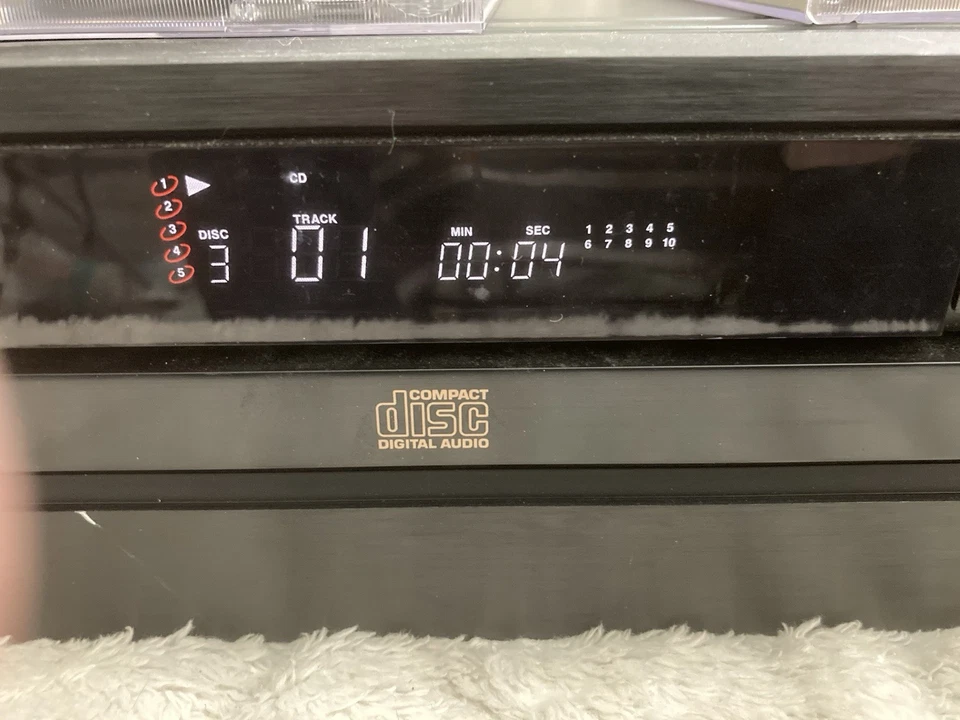 1
2
3
4
5
CD
DISC
3
TRACK
01
MIN SEC
00:04
1 2 3 4 5
6 7 8 9 10
COMPACT
disc
DIGITAL AUDIO